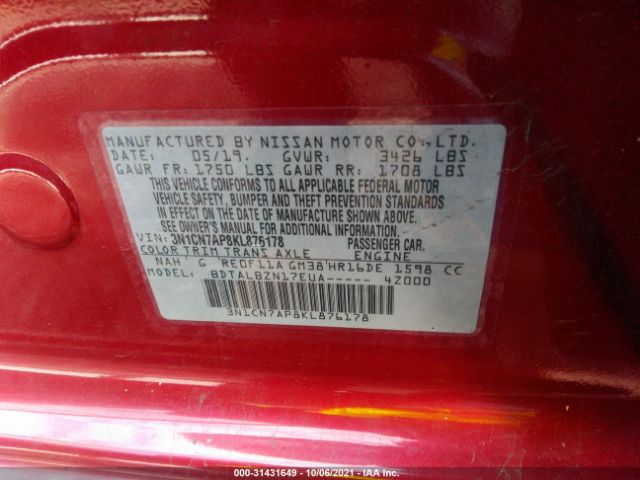 MANUFACTURED BY NISSAN MOTOR CO., LTD.
DATE: 05/19. GVWR: 3426 LBS
GAWR FR: 1750 LBS GAWR RR: 1708 LBS
THIS VEHICLE CONFORMS TO ALL APPLICABLE FEDERAL MOTOR
VEHICLE SAFETY, BUMPER AND THEFT PREVENTION STANDARDS
IN EFFECT ON THE DATE OF MANUFACTURE SHOWN ABOVE.
SEE OWNER'S MANUAL FOR ADDITIONAL INFORMATION.
VIN: 3N1CN7AP8KL876178 PASSENGER CAR.
COLOR TRIM TRANS AXLE ENGINE
NAH G RE0F11A GM38 HR16DE 1598 CC
MODEL: BDTALBZN17EUA----- 4Z000
3N1CN7AP8KL876178
000-31431649 - 10/06/2021 - IAA Inc.